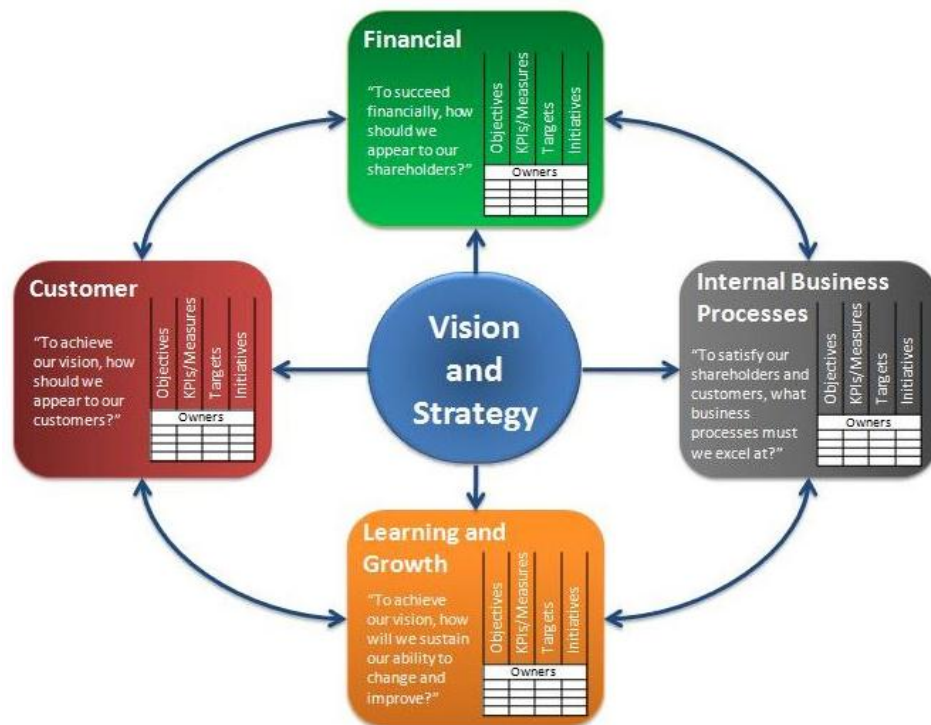 Financial
“To succeed
financially, how
should we
appear to our
shareholders?”
Objectives
KPIs/Measures
Targets
Initiatives
Owners
Customer
“To achieve
our vision, how
should we
appear to our
customers?”
Objectives
KPIs/Measures
Targets
Initiatives
Owners
Vision
and
Strategy
Internal Business
Processes
“To satisfy our
shareholders and
customers, what
business
processes must
we excel at?”
Objectives
KPIs/Measures
Targets
Initiatives
Owners
Learning and
Growth
“To achieve
our vision, how
will we sustain
our ability to
change and
improve?”
Objectives
KPIs/Measures
Targets
Initiatives
Owners